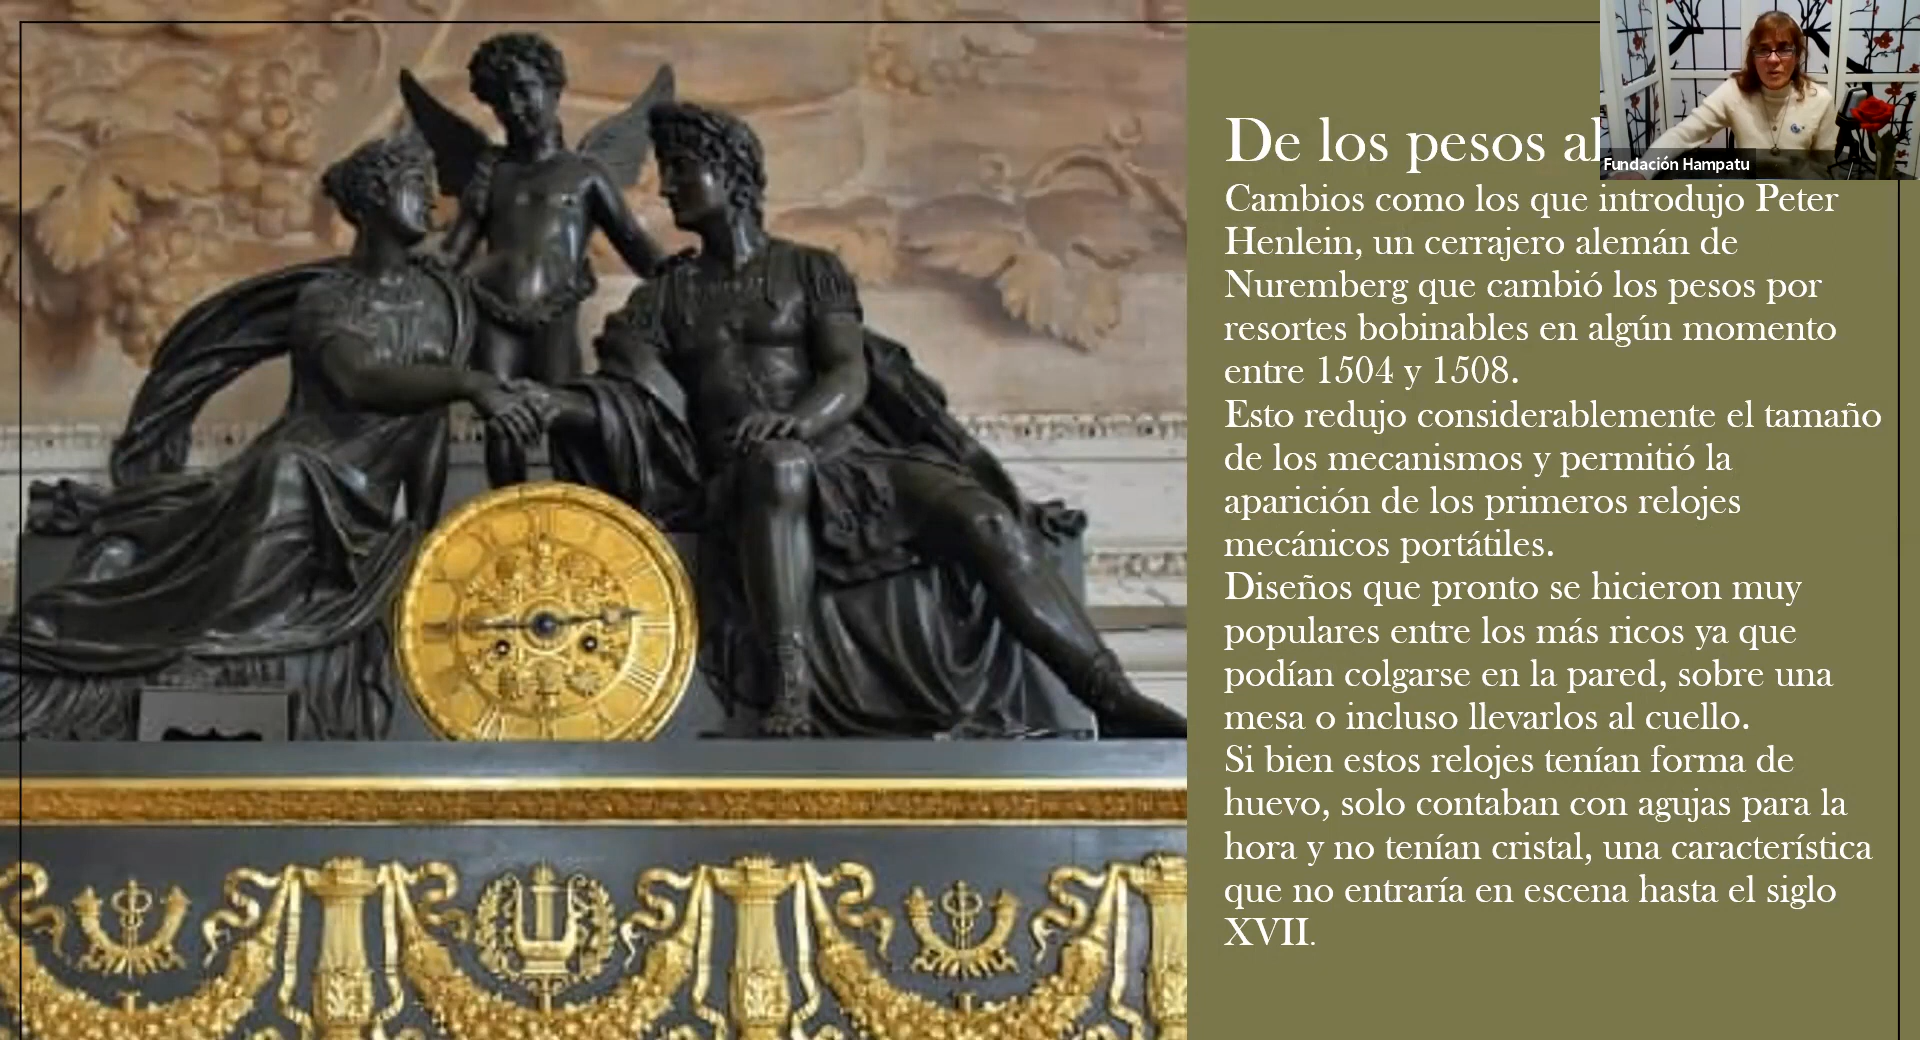 De los pesos al
Fundación Hampatu
Cambios como los que introdujo Peter
Henlein, un cerrajero alemán de
Nuremberg que cambió los pesos por
resortes bobinables en algún momento
entre 1504 y 1508.
Esto redujo considerablemente el tamaño
de los mecanismos y permitió la
aparición de los primeros relojes
mecánicos portátiles.
Diseños que pronto se hicieron muy
populares entre los más ricos ya que
podían colgarse en la pared, sobre una
mesa o incluso llevarlos al cuello.
Si bien estos relojes tenían forma de
huevo, solo contaban con agujas para la
hora y no tenían cristal, una característica
que no entraría en escena hasta el siglo
XVII.